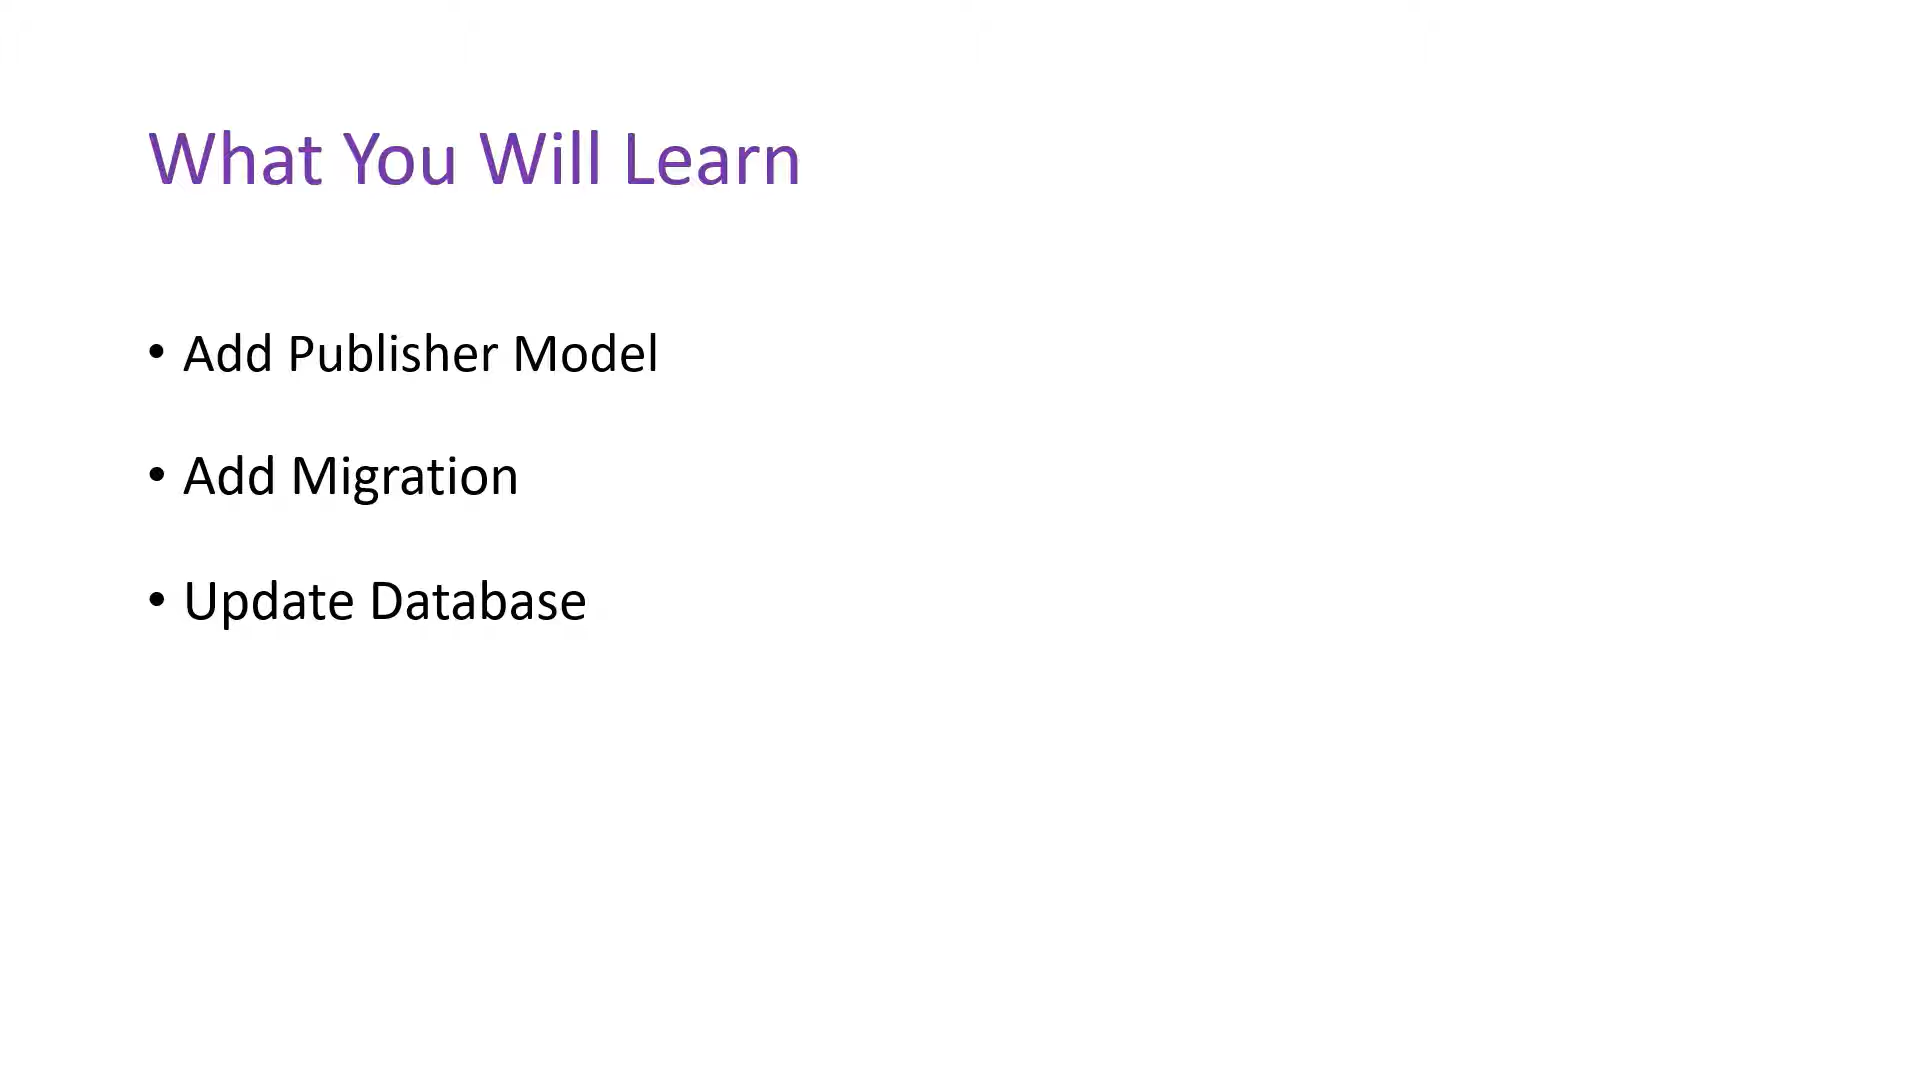 What You Will Learn
• Add Publisher Model
• Add Migration
• Update Database